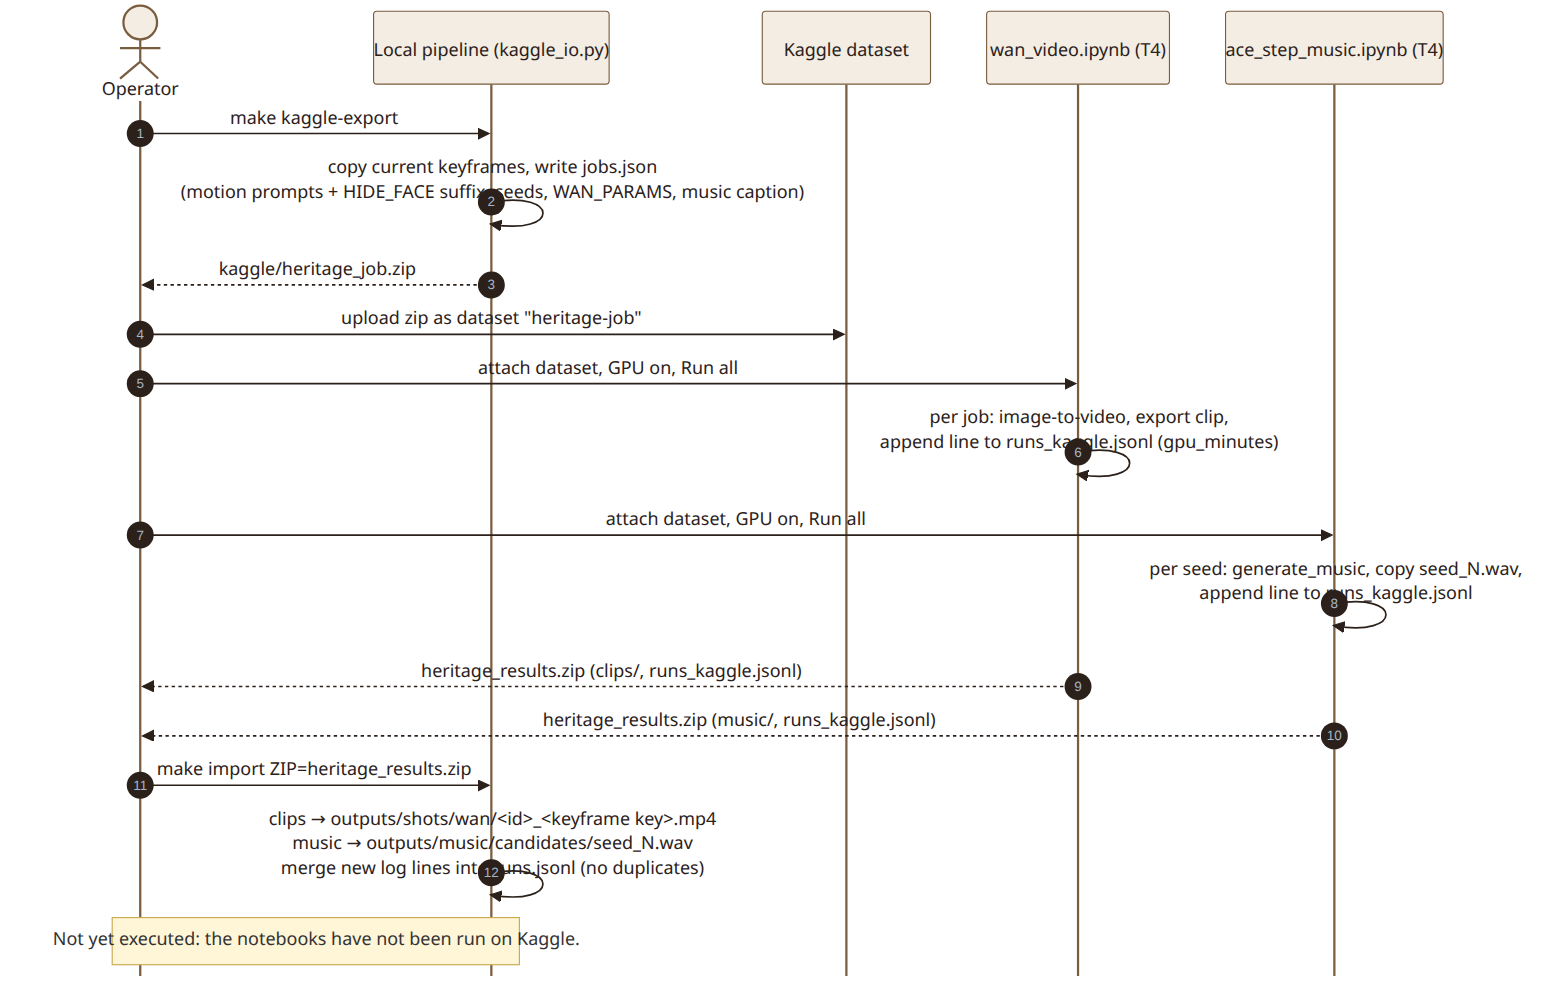 Operator
Local pipeline (kaggle_io.py)
Kaggle dataset
wan_video.ipynb (T4)
ace_step_music.ipynb (T4)
1
make kaggle-export
copy current keyframes, write jobs.json
(motion prompts + HIDE_FACE suffix, seeds, WAN_PARAMS, music caption)
2
kaggle/heritage_job.zip
3
4
upload zip as dataset "heritage-job"
5
attach dataset, GPU on, Run all
per job: image-to-video, export clip,
append line to runs_kaggle.jsonl (gpu_minutes)
6
7
attach dataset, GPU on, Run all
per seed: generate_music, copy seed_N.wav,
append line to runs_kaggle.jsonl
8
heritage_results.zip (clips/, runs_kaggle.jsonl)
9
heritage_results.zip (music/, runs_kaggle.jsonl)
10
11
make import ZIP=heritage_results.zip
clips → outputs/shots/wan/<id>_<keyframe key>.mp4
music → outputs/music/candidates/seed_N.wav
merge new log lines into runs.jsonl (no duplicates)
12
Not yet executed: the notebooks have not been run on Kaggle.